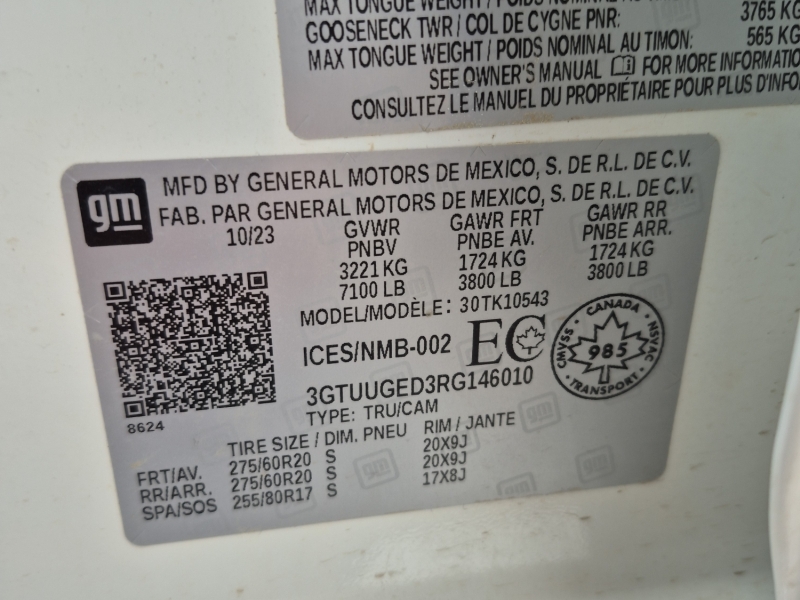 MAX TONGUE WEIGHT / POIDS NOMINAL AU
GOOSENECK TWR / COL DE CYGNE PNR: 3765 KG
MAX TONGUE WEIGHT / POIDS NOMINAL AU TIMON: 565 KG
SEE OWNER'S MANUAL FOR MORE INFORMATION
CONSULTEZ LE MANUEL DU PROPRIÉTAIRE POUR PLUS D'INFO
gm
MFD BY GENERAL MOTORS DE MEXICO, S. DE R.L. DE C.V.
FAB. PAR GENERAL MOTORS DE MEXICO, S. DE R.L. DE C.V.
10/23 GVWR GAWR FRT GAWR RR
PNBV PNBE AV. PNBE ARR.
3221 KG 1724 KG 1724 KG
7100 LB 3800 LB 3800 LB
MODEL/MODÈLE: 30TK10543
ICES/NMB-002 EC
CANADA
CMVSS 985 NSVAC
TRANSPORT
3GTUUGED3RG146010
TYPE: TRU/CAM
8624
TIRE SIZE / DIM. PNEU RIM / JANTE
FRT/AV. 275/60R20 S 20X9J
RR/ARR. 275/60R20 S 20X9J
SPA/SOS 255/80R17 S 17X8J